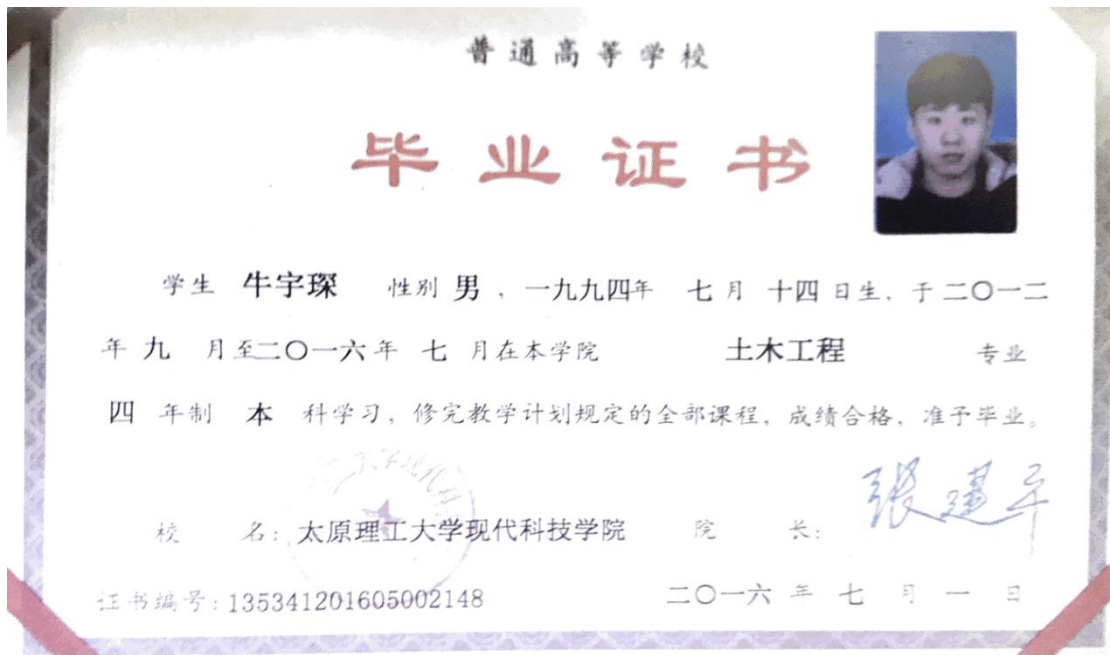 普通高等学校
毕业证书
学生 牛宇琛 性别 男 ，一九九四年 七 月 十四 日生，于二〇一二
年 九 月至二〇一六年 七 月在本学院 土木工程 专业
四 年制 本 科学习，修完教学计划规定的全部课程，成绩合格，准予毕业。
校 名：太原理工大学现代科技学院 院 长：张建平
证书编号：135341201605002148 二〇一六 年 七 月 一 日